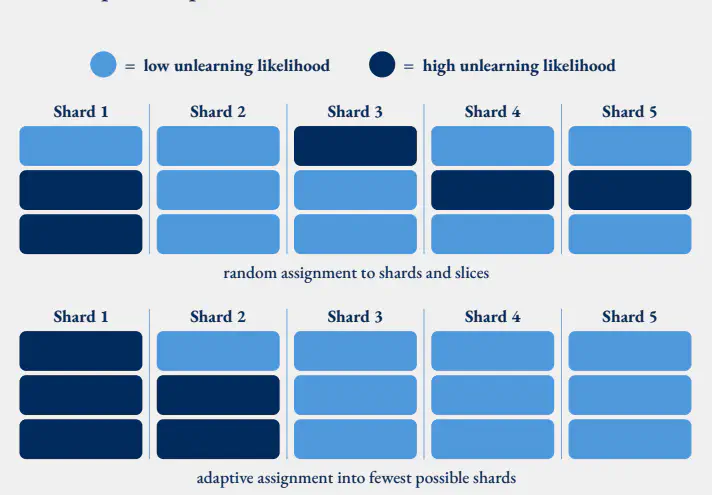 = low unlearning likelihood = high unlearning likelihood
Shard 1 Shard 2 Shard 3 Shard 4 Shard 5
random assignment to shards and slices
Shard 1 Shard 2 Shard 3 Shard 4 Shard 5
adaptive assignment into fewest possible shards